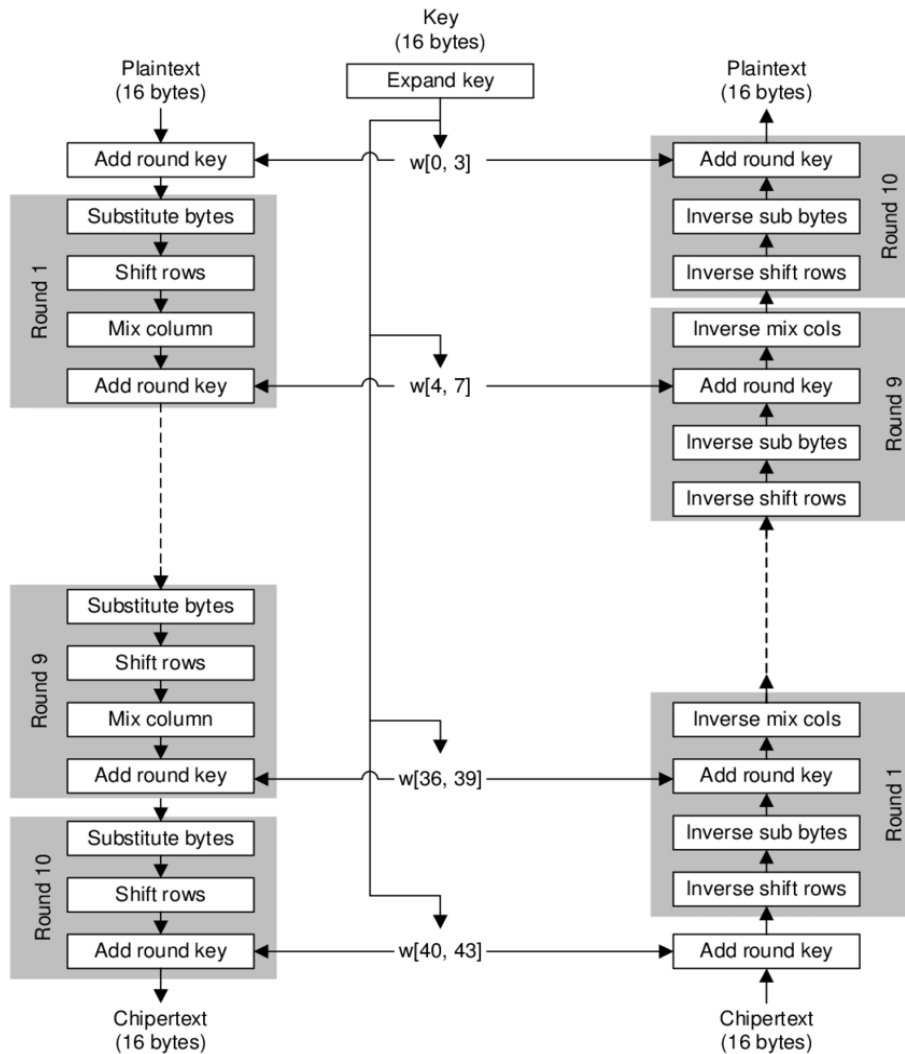 Key
(16 bytes)
Expand key
Plaintext
(16 bytes)
Add round key
Round 1
Substitute bytes
Shift rows
Mix column
Add round key
Round 9
Substitute bytes
Shift rows
Mix column
Add round key
Round 10
Substitute bytes
Shift rows
Add round key
Chipertext
(16 bytes)
w[0, 3]
w[4, 7]
w[36, 39]
w[40, 43]
Plaintext
(16 bytes)
Add round key
Inverse sub bytes
Inverse shift rows
Round 10
Inverse mix cols
Add round key
Inverse sub bytes
Inverse shift rows
Round 9
Inverse mix cols
Add round key
Inverse sub bytes
Inverse shift rows
Round 1
Add round key
Chipertext
(16 bytes)